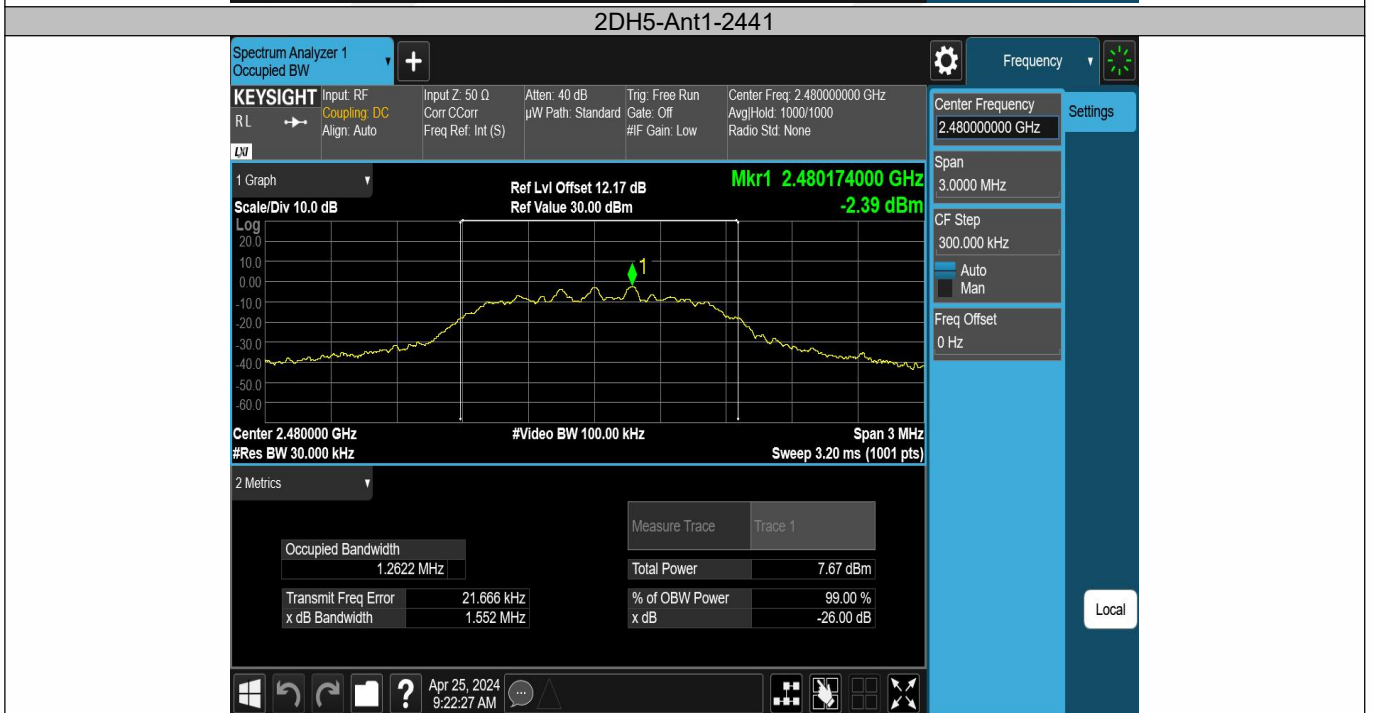 2DH5-Ant1-2441
Spectrum Analyzer 1
Occupied BW
+
Frequency
KEYSIGHT
RL
LXI
Input: RF
Coupling: DC
Align: Auto
Input Z: 50 Ω
Corr CCorr
Freq Ref: Int (S)
Atten: 40 dB
µW Path: Standard
Trig: Free Run
Gate: Off
#IF Gain: Low
Center Freq: 2.480000000 GHz
Avg|Hold: 1000/1000
Radio Std: None
Center Frequency
2.480000000 GHz
Settings
Span
3.0000 MHz
CF Step
300.000 kHz
Auto
Man
Freq Offset
0 Hz
Local
1 Graph
Scale/Div 10.0 dB
Ref Lvl Offset 12.17 dB
Ref Value 30.00 dBm
Mkr1 2.480174000 GHz
-2.39 dBm
Log
20.0
10.0
0.00
-10.0
-20.0
-30.0
-40.0
-50.0
-60.0
1
Center 2.480000 GHz
#Video BW 100.00 kHz
Span 3 MHz
#Res BW 30.000 kHz
Sweep 3.20 ms (1001 pts)
2 Metrics
Measure Trace Trace 1
Occupied Bandwidth
1.2622 MHz
Total Power 7.67 dBm
Transmit Freq Error 21.666 kHz
% of OBW Power 99.00 %
x dB Bandwidth 1.552 MHz
x dB -26.00 dB
?
Apr 25, 2024
9:22:27 AM